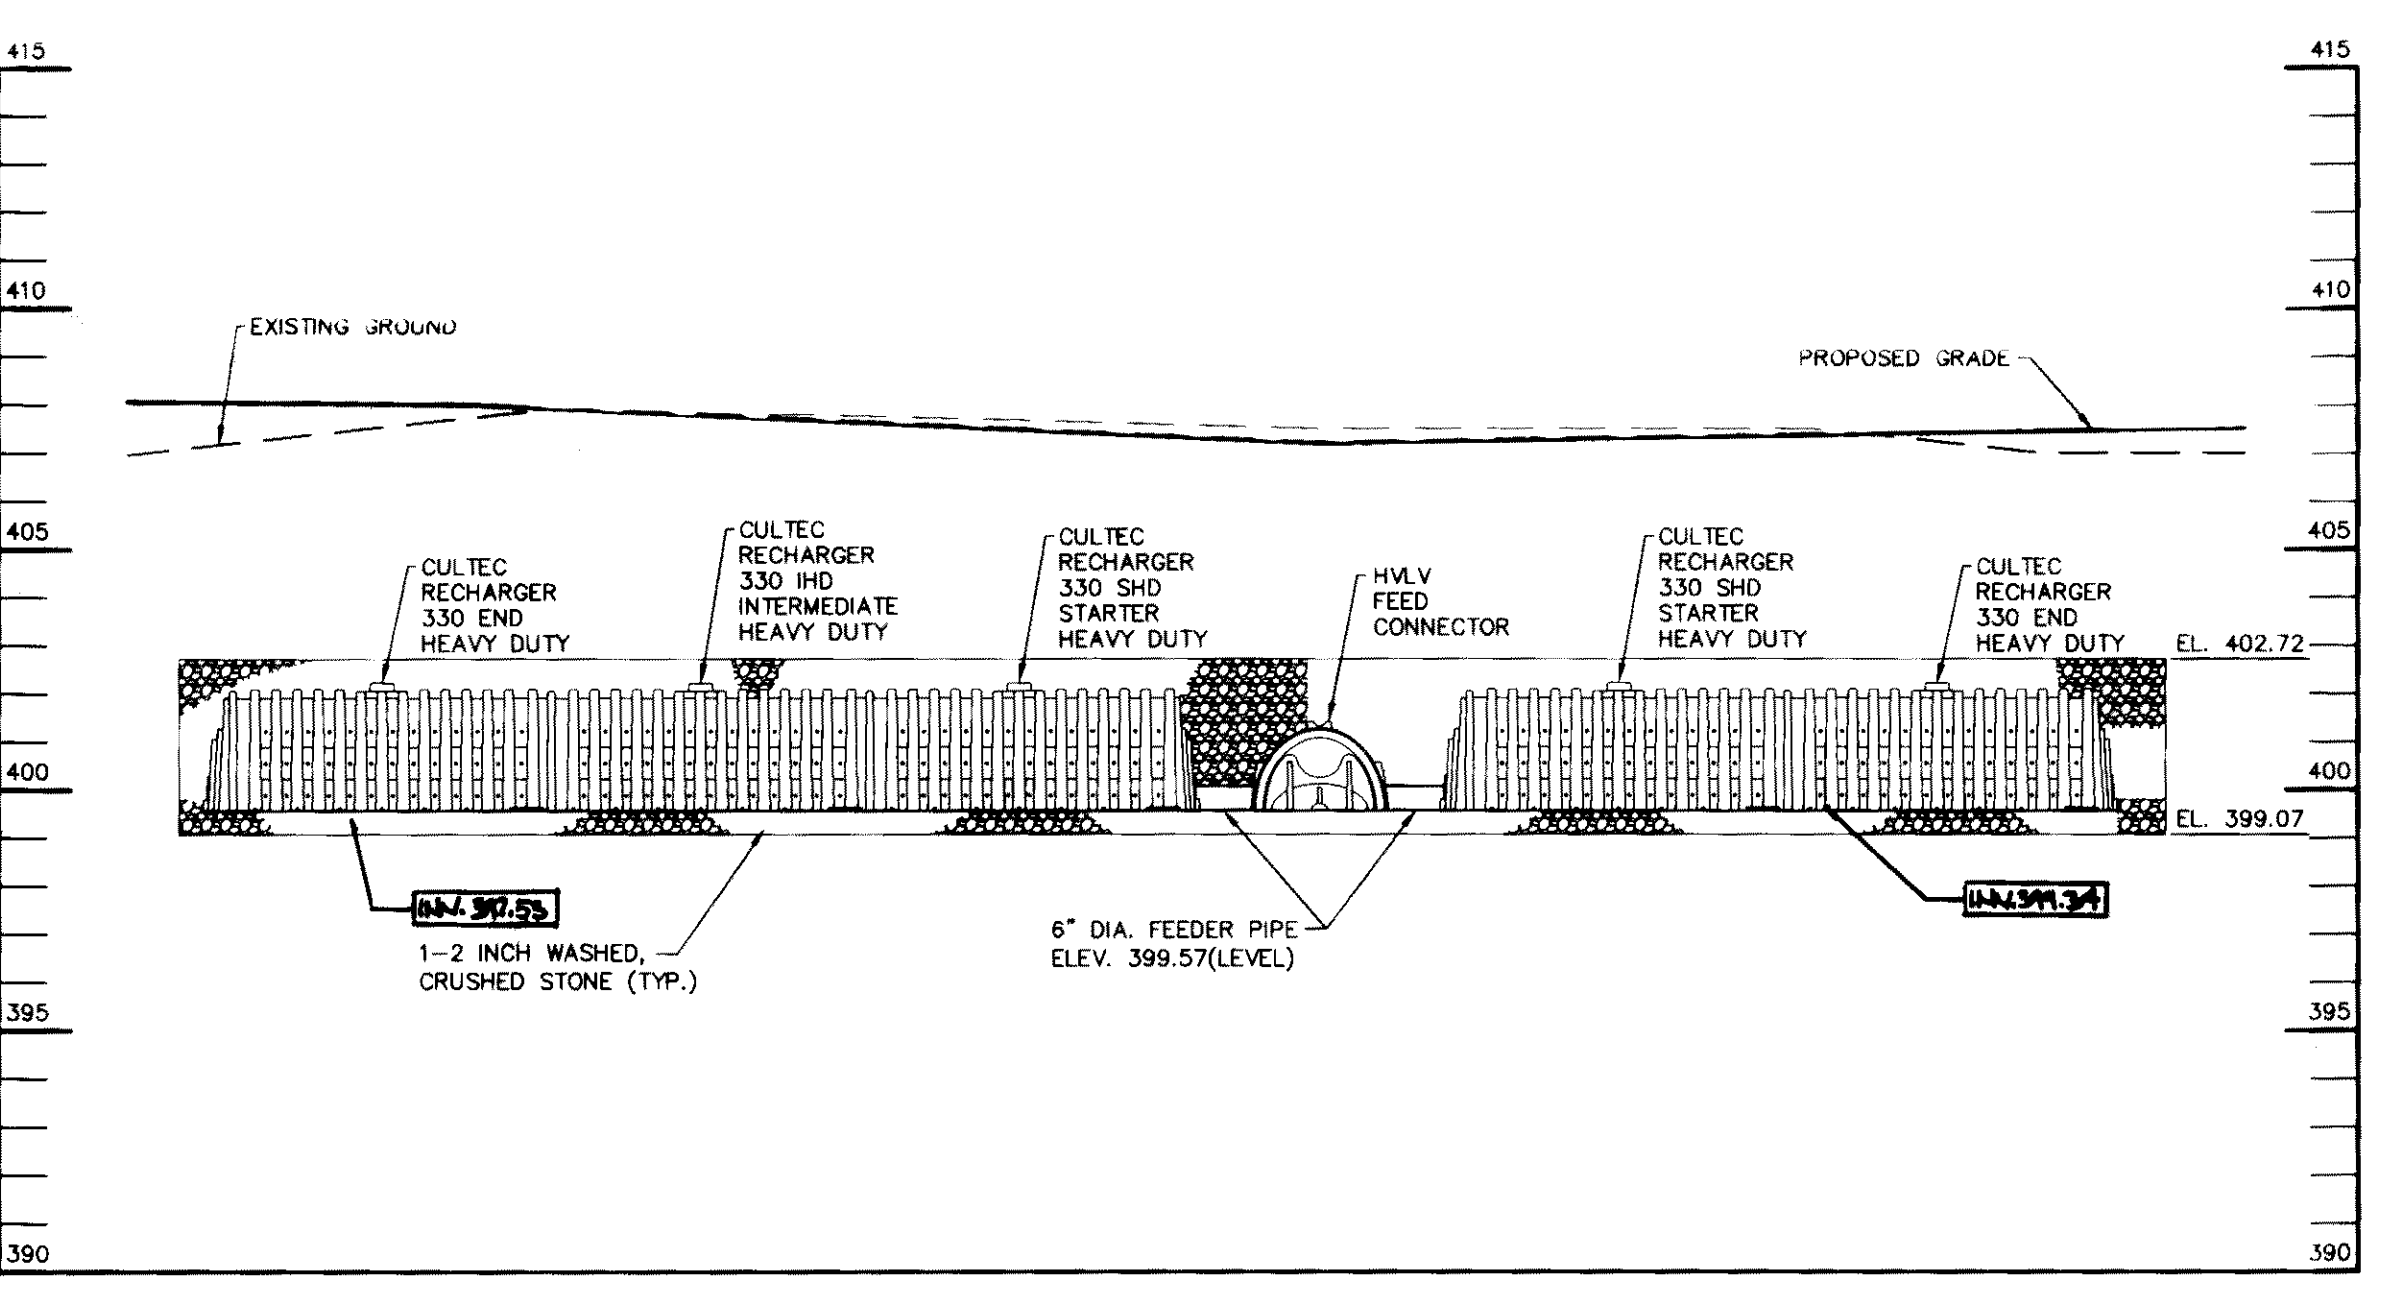 415
415
410
410
EXISTING GROUND
PROPOSED GRADE
405
405
CULTEC
RECHARGER
330 END
HEAVY DUTY
CULTEC
RECHARGER
330 IHD
INTERMEDIATE
HEAVY DUTY
CULTEC
RECHARGER
330 SHD
STARTER
HEAVY DUTY
HVLV
FEED
CONNECTOR
CULTEC
RECHARGER
330 SHD
STARTER
HEAVY DUTY
CULTEC
RECHARGER
330 END
HEAVY DUTY
EL. 402.72
400
400
EL. 399.07
INV.
INV.
1-2 INCH WASHED,
CRUSHED STONE (TYP.)
6" DIA. FEEDER PIPE
ELEV. 399.57(LEVEL)
395
395
390
390